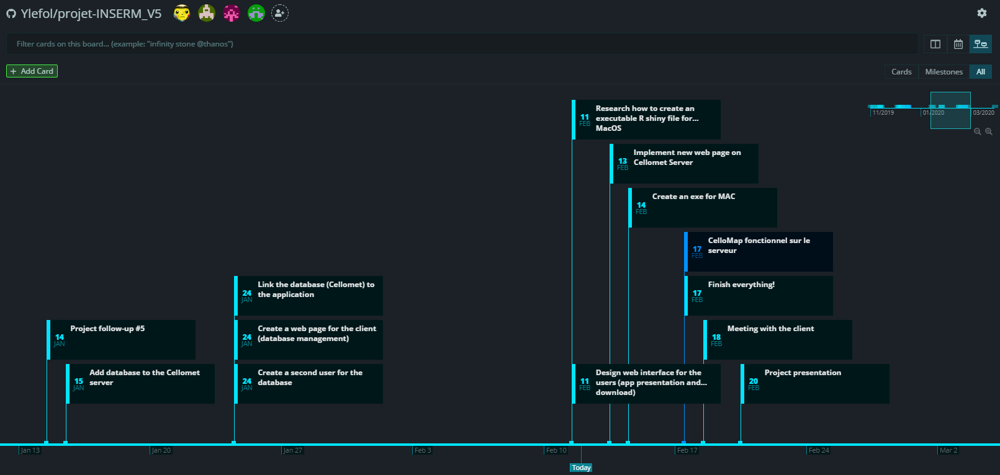 Ylefol/projet-INSERM_V5
Filter cards on this board... (example: "infinity stone @thanos")
+ Add Card
Cards
Milestones
All
11/2019
01/2020
03/2020
11
FEB
Research how to create an
executable R shiny file for...
MacOS
13
FEB
Implement new web page on
Cellomet Server
14
FEB
Create an exe for MAC
17
FEB
CelloMap fonctionnel sur le
serveur
24
JAN
Link the database (Cellomet) to
the application
17
FEB
Finish everything!
14
JAN
Project follow-up #5
24
JAN
Create a web page for the client
(database management)
18
FEB
Meeting with the client
15
JAN
Add database to the Cellomet
server
24
JAN
Create a second user for the
database
11
FEB
Design web interface for the
users (app presentation and...
download)
20
FEB
Project presentation
Jan 13
Jan 20
Jan 27
Feb 3
Feb 10
Feb 17
Feb 24
Mar 2
Today